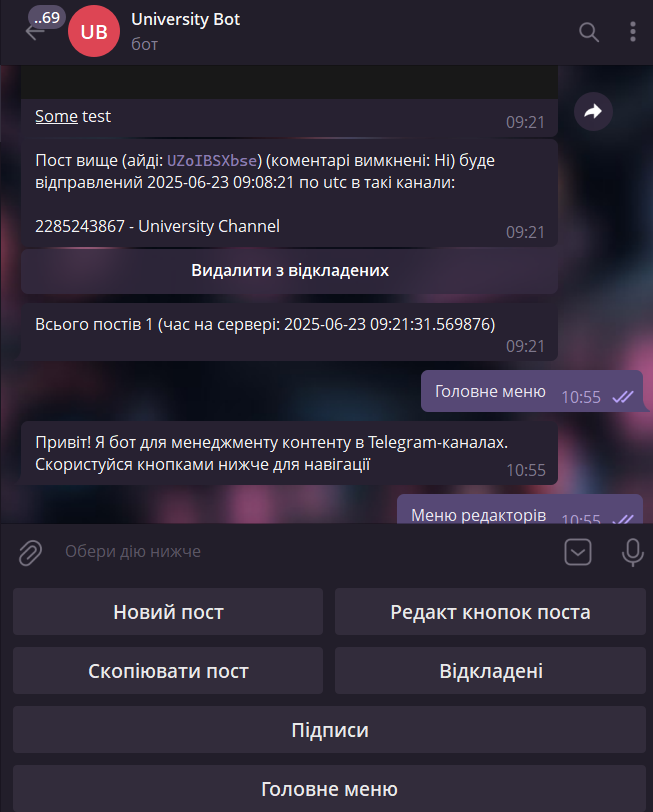 ..69
UB
University Bot
бот
Some test
09:21
Пост вище (айді: UZoIBSXbse) (коментарі вимкнені: Ні) буде
відправлений 2025-06-23 09:08:21 по utc в такі канали:
2285243867 - University Channel
09:21
Видалити з відкладених
Всього постів 1 (час на сервері: 2025-06-23 09:21:31.569876)
09:21
Головне меню 10:55
Привіт! Я бот для менеджменту контенту в Telegram-каналах.
Скористуйся кнопками нижче для навігації
10:55
Меню редакторів 10:55
Обери дію нижче
Новий пост
Редакт кнопок поста
Скопіювати пост
Відкладені
Підписи
Головне меню